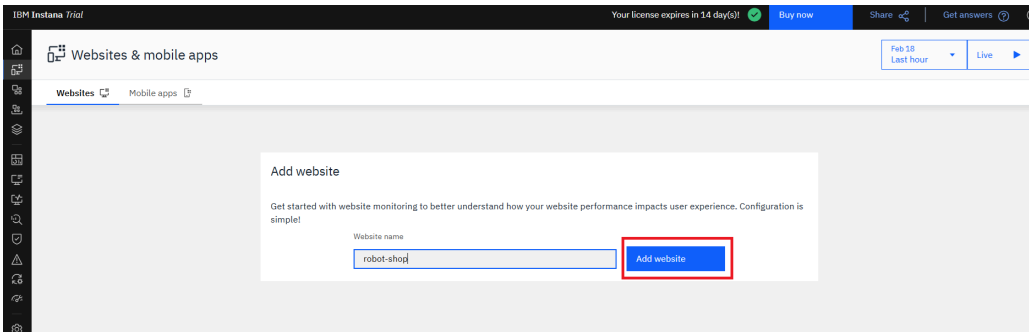 IBM Instana Trial
Your license expires in 14 day(s)!
Buy now
Share
Get answers
Websites & mobile apps
Feb 18
Last hour
Live
Websites
Mobile apps
Add website
Get started with website monitoring to better understand how your website performance impacts user experience. Configuration is
simple!
Website name
robot-shop
Add website